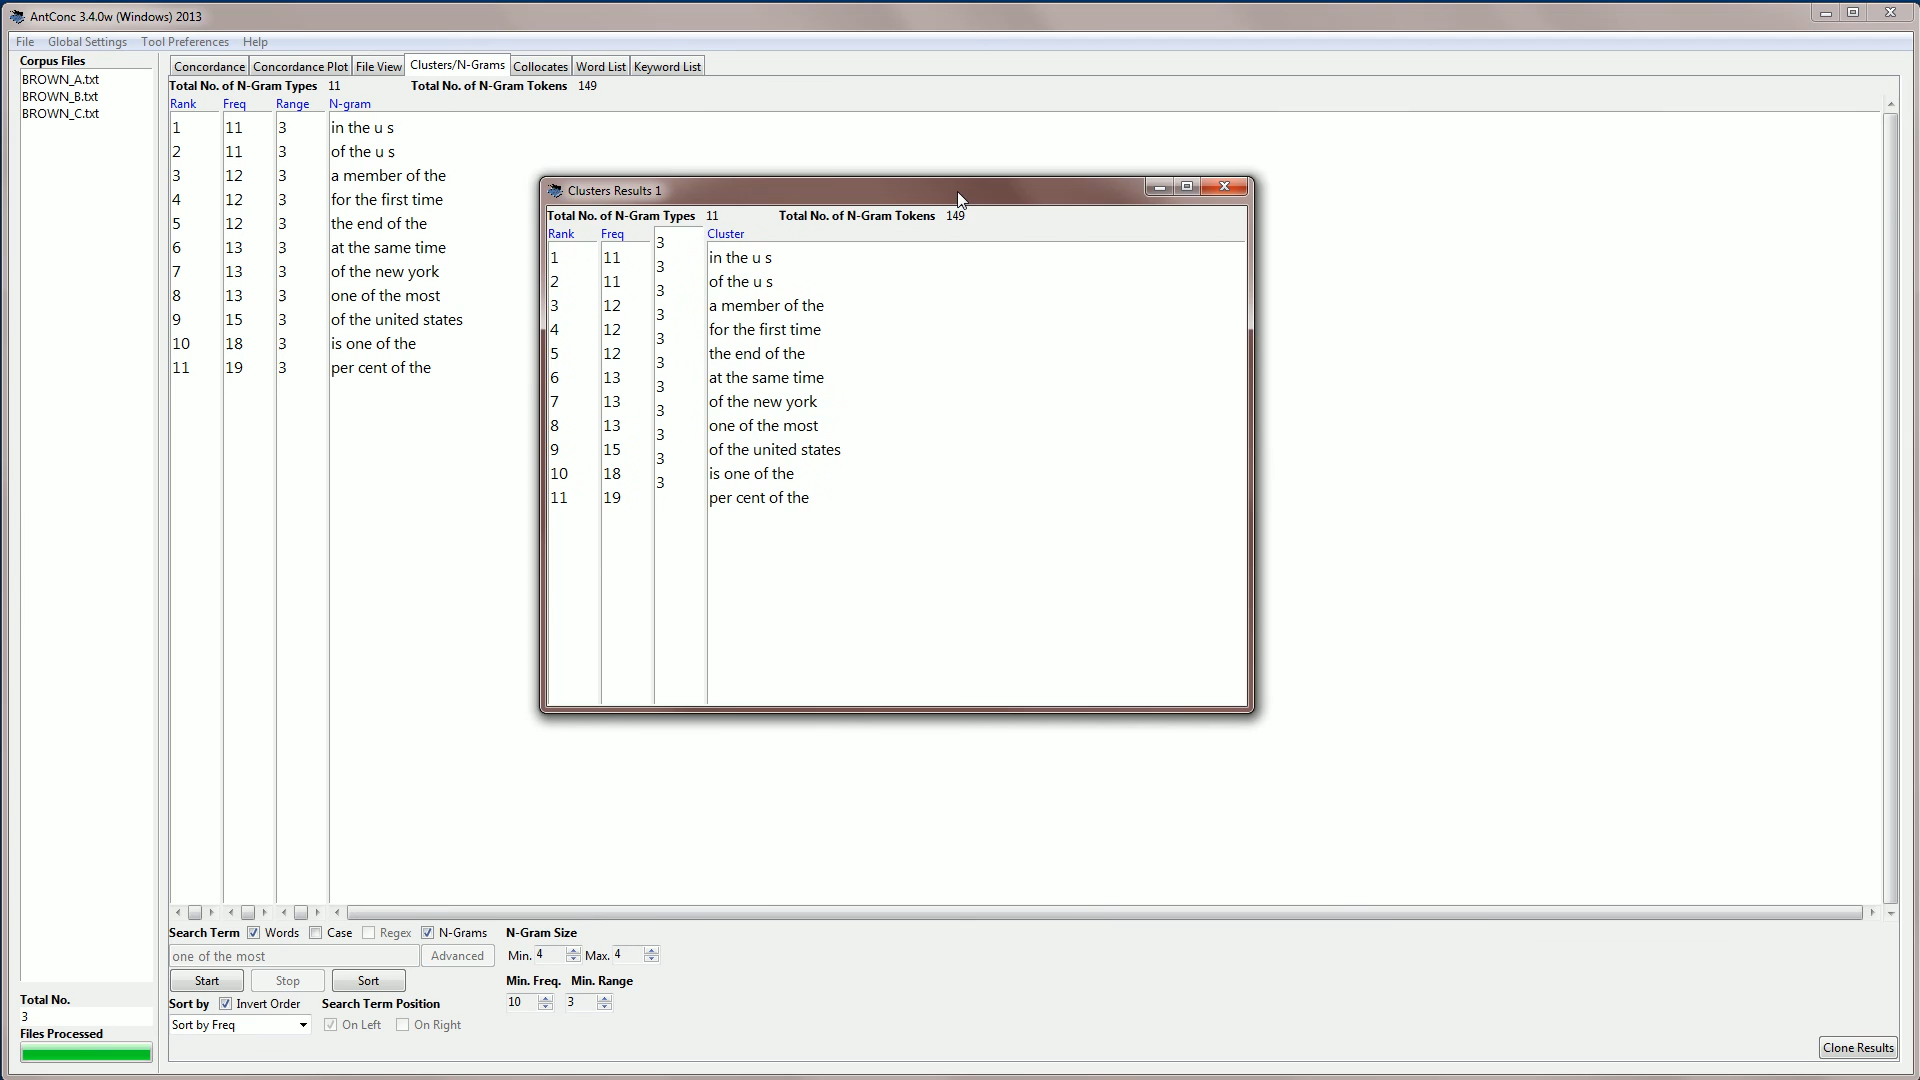 AntConc 3.4.0w (Windows) 2013
File Global Settings Tool Preferences Help
Corpus Files
BROWN_A.txt
BROWN_B.txt
BROWN_C.txt
Concordance Concordance Plot File View Clusters/N-Grams Collocates Word List Keyword List
Total No. of N-Gram Types 11 Total No. of N-Gram Tokens 149
Rank Freq Range N-gram
1 11 3 in the u s
2 11 3 of the u s
3 12 3 a member of the
4 12 3 for the first time
5 12 3 the end of the
6 13 3 at the same time
7 13 3 of the new york
8 13 3 one of the most
9 15 3 of the united states
10 18 3 is one of the
11 19 3 per cent of the
Clusters Results 1
Total No. of N-Gram Types 11 Total No. of N-Gram Tokens 149
Rank Freq Cluster
1 11 3 in the u s
2 11 3 of the u s
3 12 3 a member of the
4 12 3 for the first time
5 12 3 the end of the
6 13 3 at the same time
7 13 3 of the new york
8 13 3 one of the most
9 15 3 of the united states
10 18 3 is one of the
11 19 3 per cent of the
Search Term Words Case Regex N-Grams N-Gram Size
one of the most Advanced Min. 4 Max. 4
Start Stop Sort Min. Freq. Min. Range
Sort by Invert Order Search Term Position 10 3
Sort by Freq On Left On Right
Total No.
3
Files Processed
Clone Results